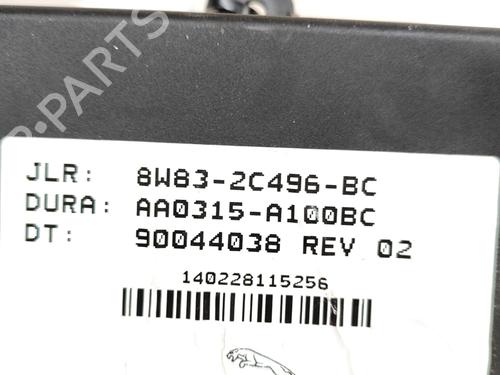 B-PARTS
JLR: 8W83-2C496-BC
DURA: AA0315-A100BC
DT: 90044038 REV 02
140228115256